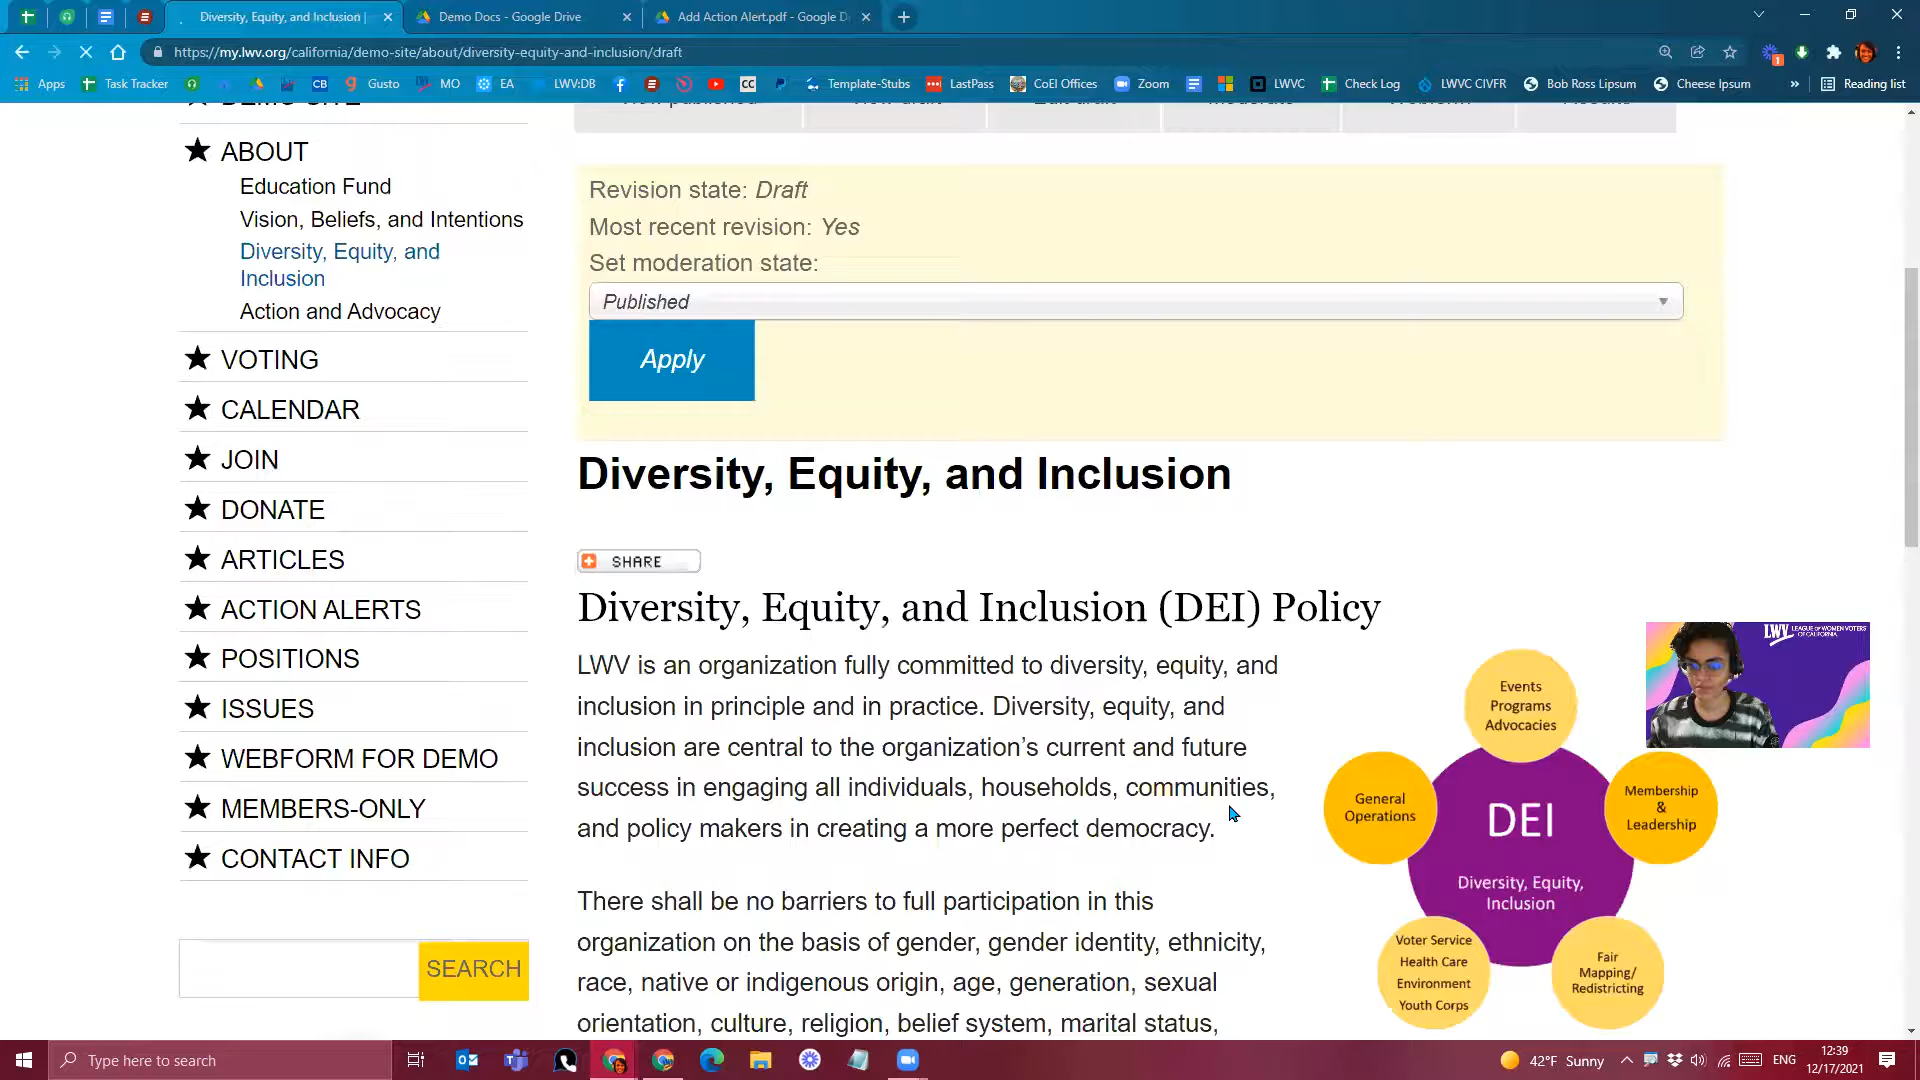 Diversity, Equity, and Inclusion |
Demo Docs - Google Drive
Add Action Alert.pdf - Google D
https://my.lwv.org/california/demo-site/about/diversity-equity-and-inclusion/draft
Apps
Task Tracker
CB
Gusto
MO
EA
LWV:DB
CC
Template-Stubs
LastPass
CoEl Offices
Zoom
LWVC
Check Log
LWVC CIVFR
Bob Ross Lipsum
Cheese Ipsum
»
Reading list
DEMO SITE
ABOUT
Education Fund
Vision, Beliefs, and Intentions
Diversity, Equity, and
Inclusion
Action and Advocacy
VOTING
CALENDAR
JOIN
DONATE
ARTICLES
ACTION ALERTS
POSITIONS
ISSUES
WEBFORM FOR DEMO
MEMBERS-ONLY
CONTACT INFO
SEARCH
Revision state: Draft
Most recent revision: Yes
Set moderation state:
Published
Apply
Diversity, Equity, and Inclusion
SHARE
Diversity, Equity, and Inclusion (DEI) Policy
LWV is an organization fully committed to diversity, equity, and
inclusion in principle and in practice. Diversity, equity, and
inclusion are central to the organization's current and future
success in engaging all individuals, households, communities,
and policy makers in creating a more perfect democracy.
There shall be no barriers to full participation in this
organization on the basis of gender, gender identity, ethnicity,
race, native or indigenous origin, age, generation, sexual
orientation, culture, religion, belief system, marital status,
Events
Programs
Advocacies
General
Operations
DEI
Diversity, Equity,
Inclusion
Membership
&
Leadership
Voter Service
Health Care
Environment
Youth Corps
Fair
Mapping/
Redistricting
LWV LEAGUE OF WOMEN VOTERS
OF CALIFORNIA
Type here to search
42°F Sunny
ENG
12:39
12/17/2021